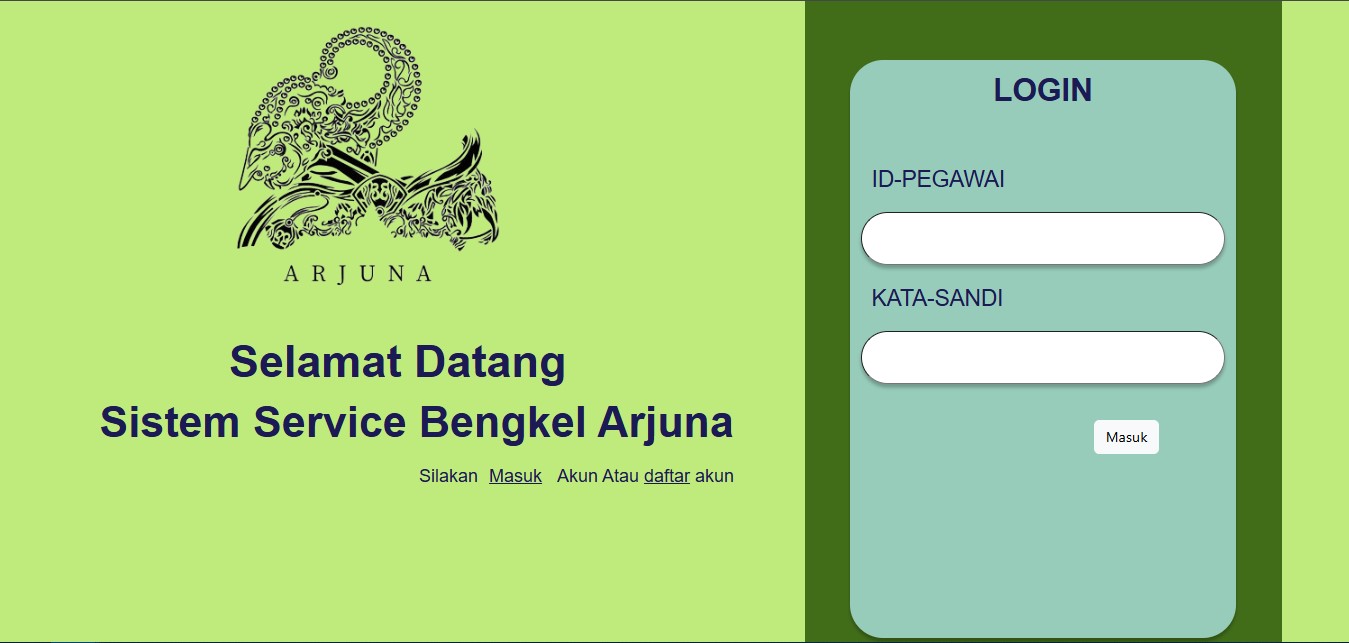 ARJUNA
Selamat Datang
Sistem Service Bengkel Arjuna
Silakan Masuk Akun Atau daftar akun
LOGIN
ID-PEGAWAI
KATA-SANDI
Masuk